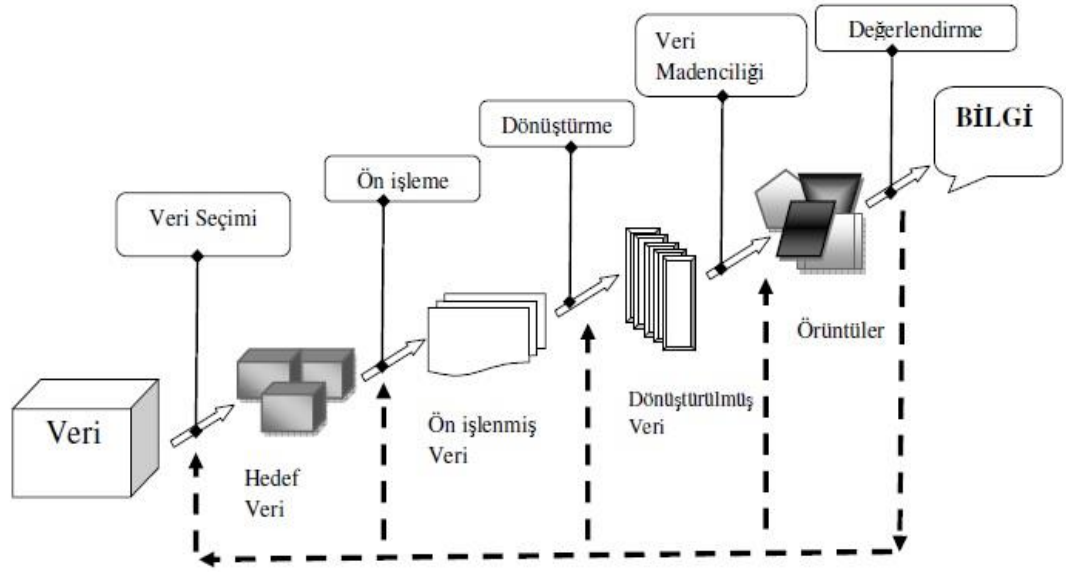 Değerlendirme
Veri
Madenciliği
BİLGİ
Dönüştürme
Ön işleme
Veri Seçimi
Örüntüler
Dönüştürülmüş
Veri
Ön işlenmiş
Veri
Veri
Hedef
Veri